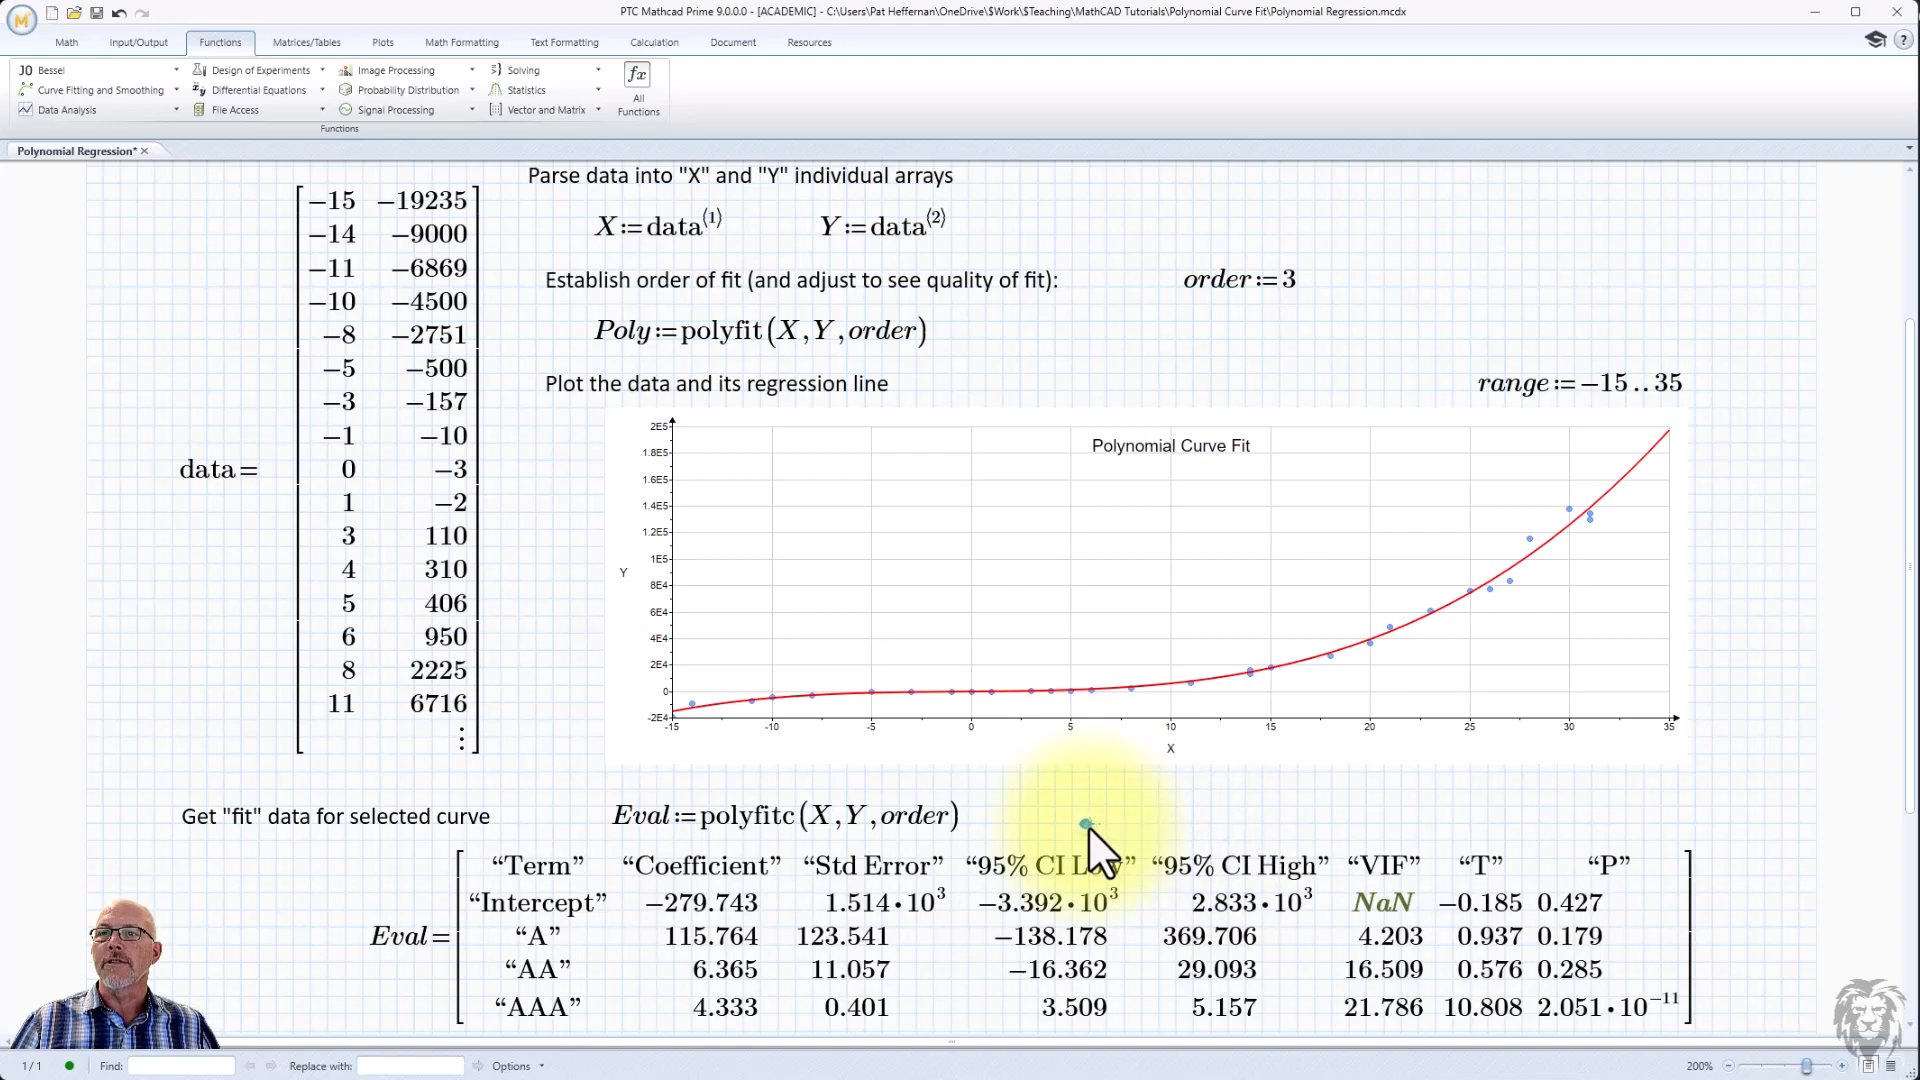 PTC Mathcad Prime 9.0.0.0 - [ACADEMIC] - C:\Users\Pat Heffernan\OneDrive\$Work\$Teaching\MathCAD Tutorials\Polynomial Curve Fit\Polynomial Regression.mcdx
Math Input/Output Functions Matrices/Tables Plots Math Formatting Text Formatting Calculation Document Resources
Bessel Design of Experiments Image Processing Solving
Curve Fitting and Smoothing Differential Equations Probability Distribution Statistics
Data Analysis File Access Signal Processing Vector and Matrix
All
Functions
Functions
Polynomial Regression*
Parse data into "X" and "Y" individual arrays
X:=data⟨1⟩ Y:=data⟨2⟩
Establish order of fit (and adjust to see quality of fit): order:=3
Poly:=polyfit(X,Y,order)
Plot the data and its regression line range:=−15..35
data=
−15 −19235
−14 −9000
−11 −6869
−10 −4500
−8 −2751
−5 −500
−3 −157
−1 −10
0 −3
1 −2
3 110
4 310
5 406
6 950
8 2225
11 6716
⋮
Polynomial Curve Fit
2E5
1.8E5
1.6E5
1.4E5
1.2E5
1E5
8E4
6E4
4E4
2E4
0
-2E4
Y
-15 -10 -5 0 5 10 15 20 25 30 35
X
Get "fit" data for selected curve Eval:=polyfitc(X,Y,order)
Eval=
“Term” “Coefficient” “Std Error” “95% CI L “95% CI High” “VIF” “T” “P”
“Intercept” −279.743 1.514•10³ −3.392•10³ 2.833•10³ NaN −0.185 0.427
“A” 115.764 123.541 −138.178 369.706 4.203 0.937 0.179
“AA” 6.365 11.057 −16.362 29.093 16.509 0.576 0.285
“AAA” 4.333 0.401 3.509 5.157 21.786 10.808 2.051•10⁻¹¹
1/1 Find: Replace with: Options 200%